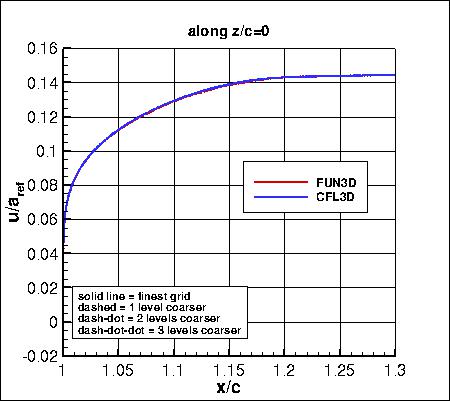 along z/c=0
0.16
0.14
0.12
0.1
0.08
0.06
0.04
0.02
0
-0.02
u/a_ref
FUN3D
CFL3D
solid line = finest grid
dashed = 1 level coarser
dash-dot = 2 levels coarser
dash-dot-dot = 3 levels coarser
1 1.05 1.1 1.15 1.2 1.25 1.3
x/c